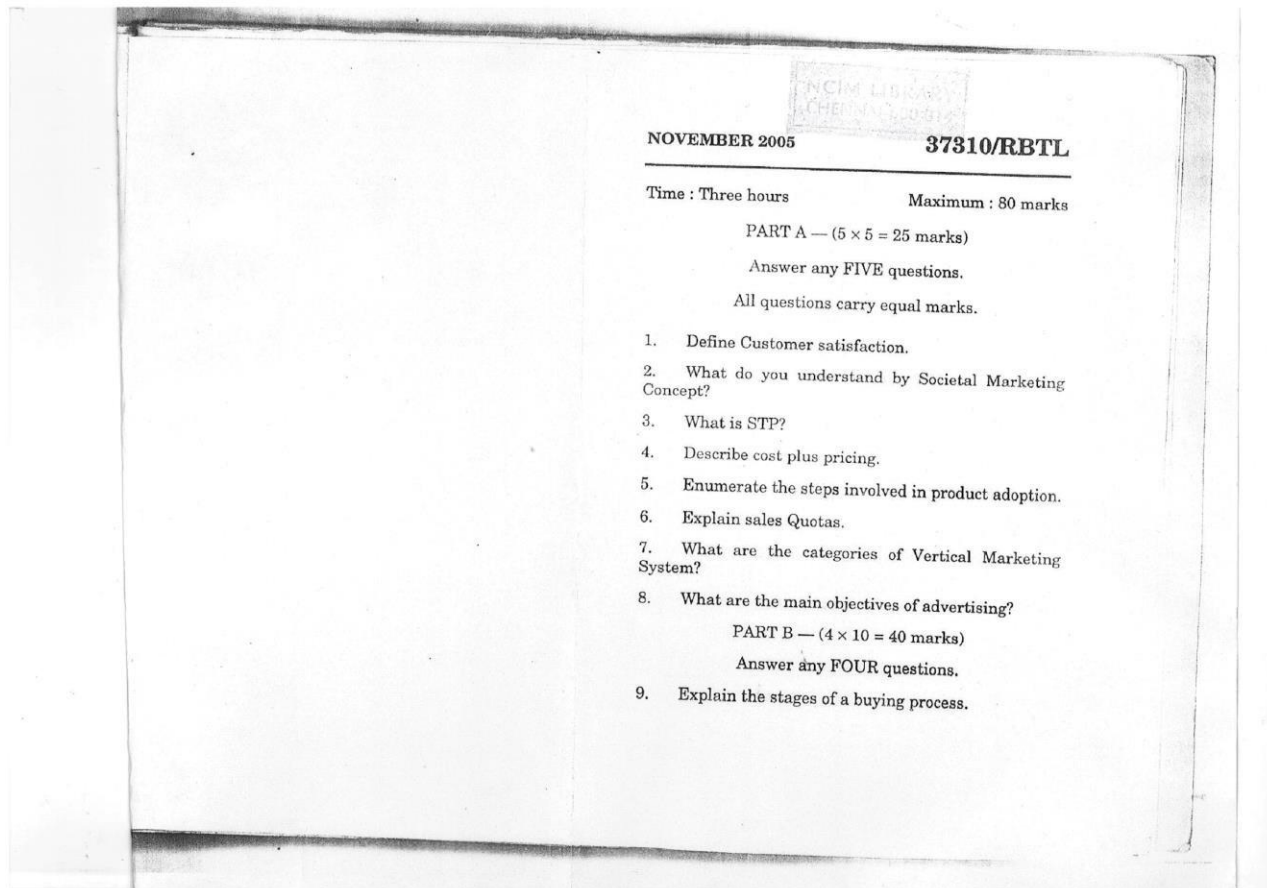 NCIM LIBRARY
NOVEMBER 2005 37310/RBTL
Time : Three hours Maximum : 80 marks
PART A — (5 × 5 = 25 marks)
Answer any FIVE questions.
All questions carry equal marks.
1. Define Customer satisfaction.
2. What do you understand by Societal Marketing
Concept?
3. What is STP?
4. Describe cost plus pricing.
5. Enumerate the steps involved in product adoption.
6. Explain sales Quotas.
7. What are the categories of Vertical Marketing
System?
8. What are the main objectives of advertising?
PART B — (4 × 10 = 40 marks)
Answer any FOUR questions.
9. Explain the stages of a buying process.